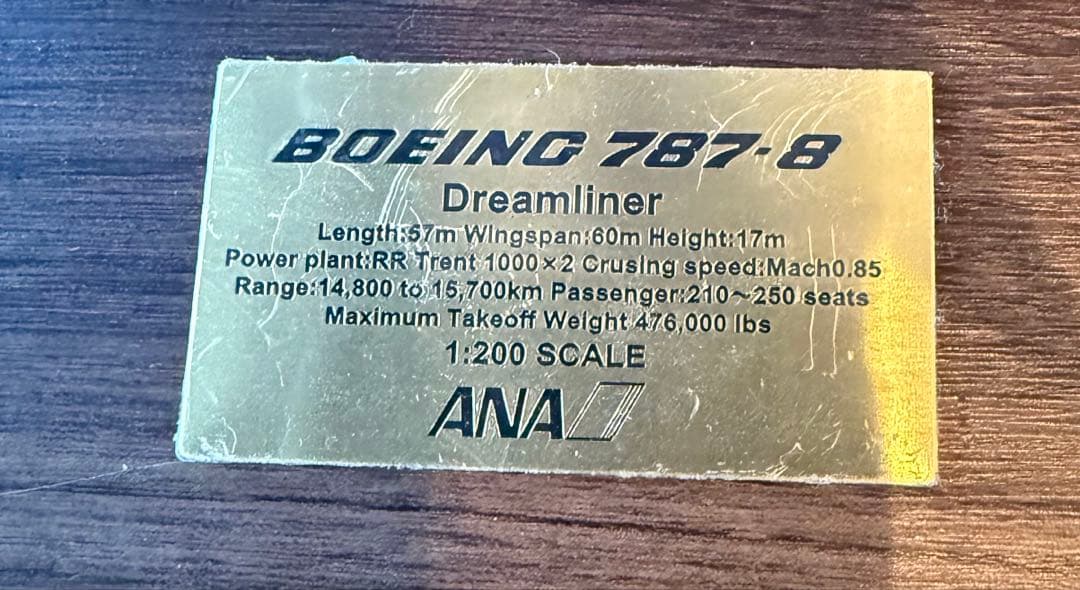 BOEING 787-8
Dreamliner
Length:57m Wingspan:60m Height:17m
Power plant:RR Trent 1000×2 Crusing speed:Mach0.85
Range:14,800 to 15,700km Passenger:210~250 seats
Maximum Takeoff Weight 476,000 lbs
1:200 SCALE
ANA